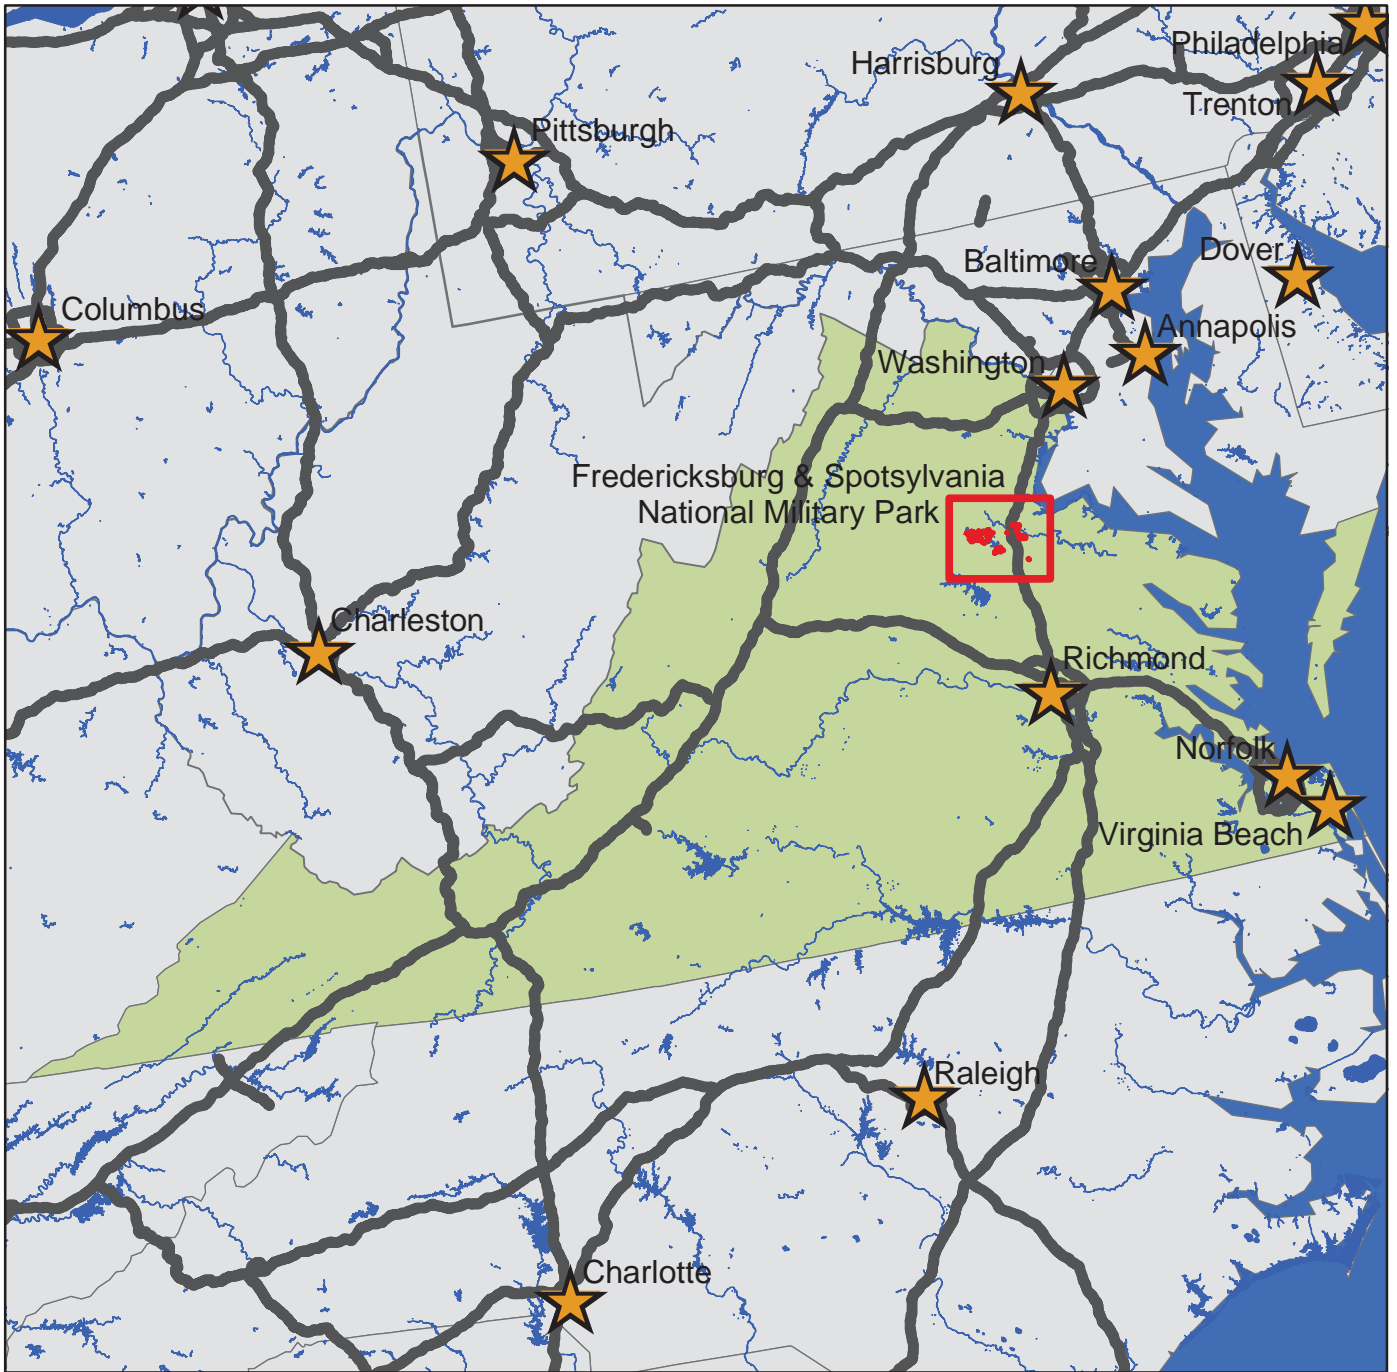 Philadelphia
Harrisburg
Trenton
Pittsburgh
Dover
Baltimore
Columbus
Annapolis
Washington
Fredericksburg & Spotsylvania
National Military Park
Charleston
Richmond
Norfolk
Virginia Beach
Raleigh
Charlotte